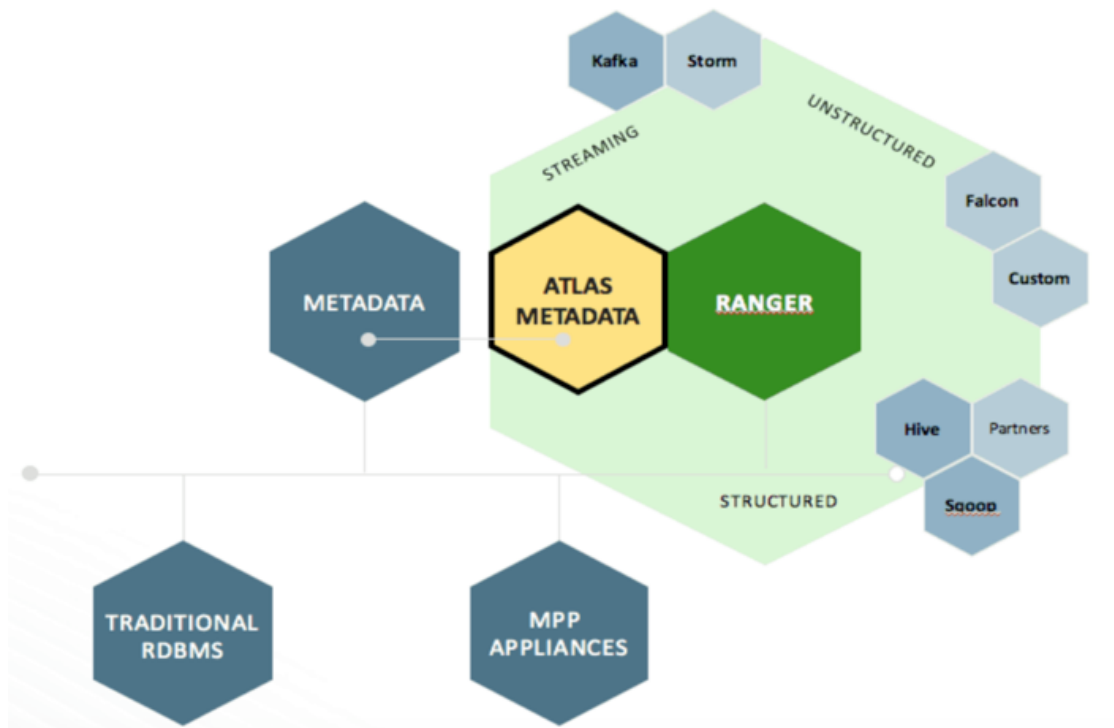 Kafka
Storm
STREAMING
UNSTRUCTURED
Falcon
Custom
METADATA
ATLAS
METADATA
RANGER
Hive
Partners
Sqoop
STRUCTURED
TRADITIONAL
RDBMS
MPP
APPLIANCES